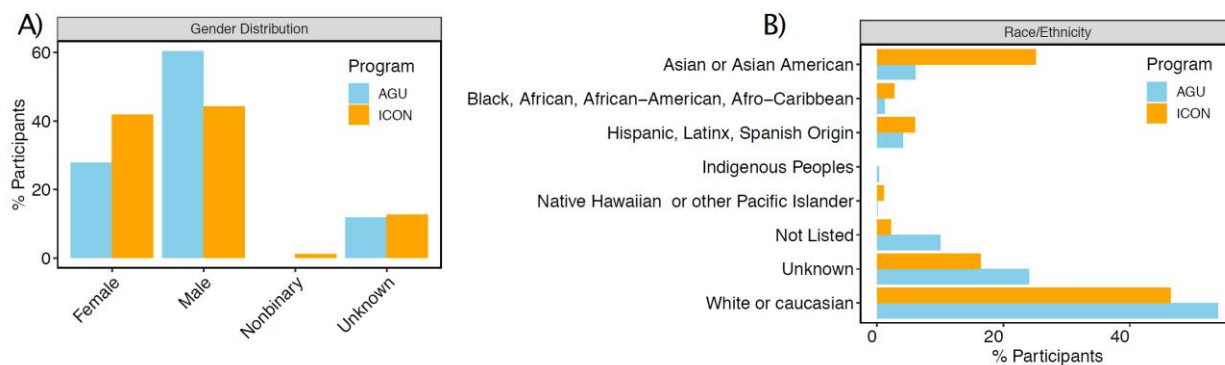 A)
Gender Distribution
% Participants
60
40
20
0
Program
AGU
ICON
Female
Male
Nonbinary
Unknown
B)
Race/Ethnicity
Asian or Asian American
Black, African, African−American, Afro−Caribbean
Hispanic, Latinx, Spanish Origin
Indigenous Peoples
Native Hawaiian or other Pacific Islander
Not Listed
Unknown
White or caucasian
Program
AGU
ICON
0
20
40
% Participants